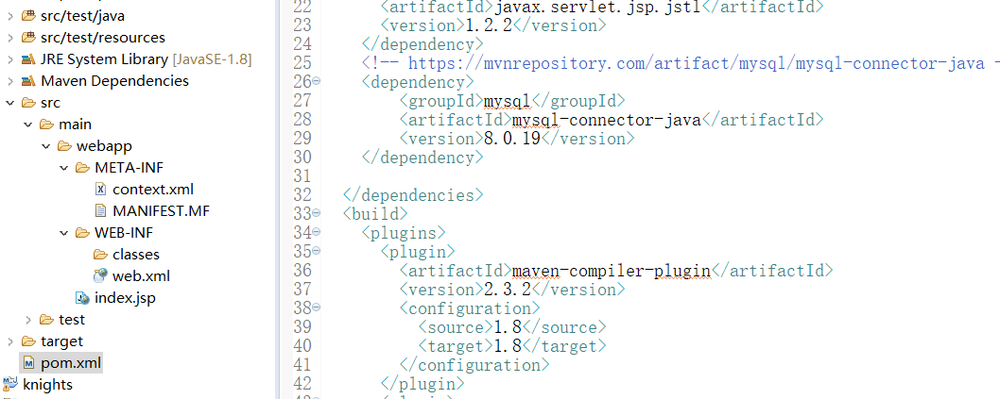 src/test/java
src/test/resources
JRE System Library [JavaSE-1.8]
Maven Dependencies
src
main
webapp
META-INF
context.xml
MANIFEST.MF
WEB-INF
classes
web.xml
index.jsp
test
target
pom.xml
knights
22 <artifactId>javax.servlet.jsp.jstl</artifactId>
23 <version>1.2.2</version>
24 </dependency>
25 <!-- https://mvnrepository.com/artifact/mysql/mysql-connector-java -
26 <dependency>
27 <groupId>mysql</groupId>
28 <artifactId>mysql-connector-java</artifactId>
29 <version>8.0.19</version>
30 </dependency>
31
32 </dependencies>
33 <build>
34 <plugins>
35 <plugin>
36 <artifactId>maven-compiler-plugin</artifactId>
37 <version>2.3.2</version>
38 <configuration>
39 <source>1.8</source>
40 <target>1.8</target>
41 </configuration>
42 </plugin>